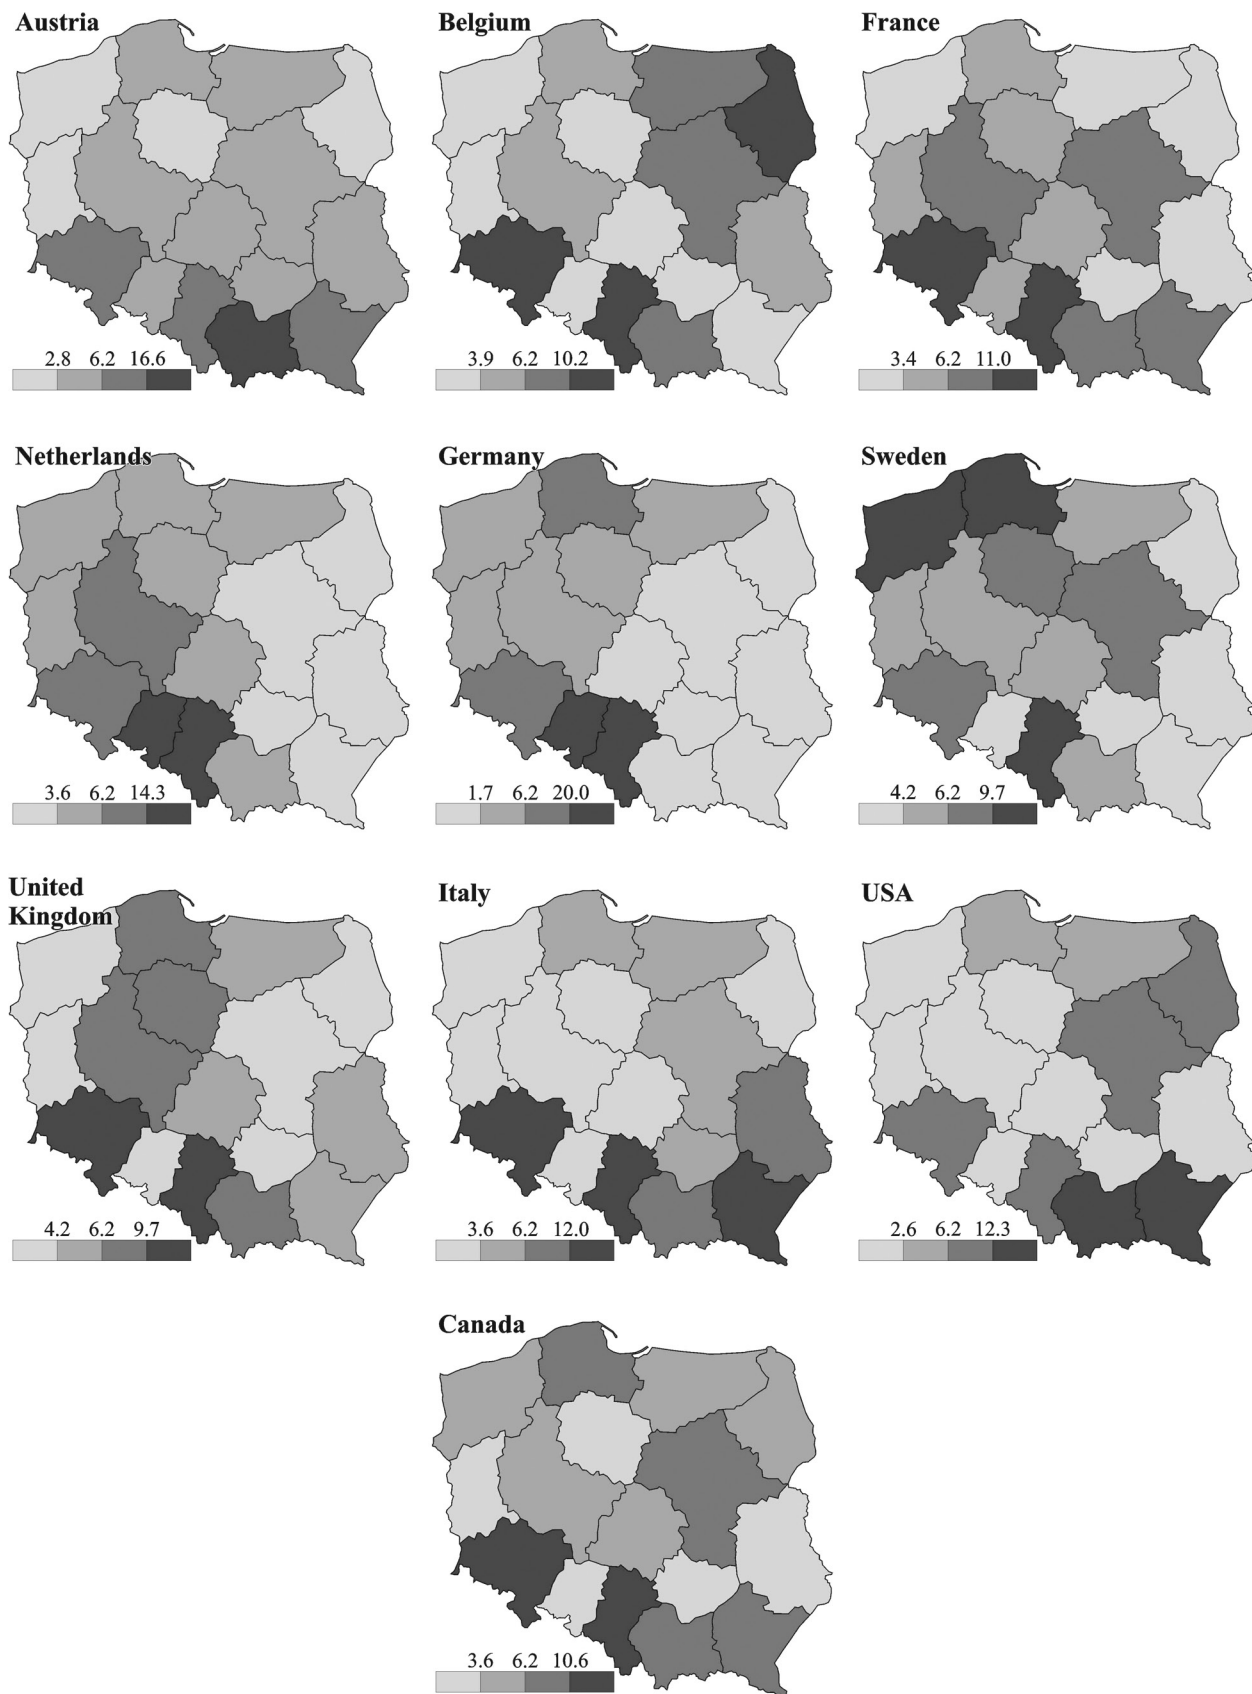 Austria
2.8 6.2 16.6
Belgium
3.9 6.2 10.2
France
3.4 6.2 11.0
Netherlands
3.6 6.2 14.3
Germany
1.7 6.2 20.0
Sweden
4.2 6.2 9.7
United
Kingdom
4.2 6.2 9.7
Italy
3.6 6.2 12.0
USA
2.6 6.2 12.3
Canada
3.6 6.2 10.6